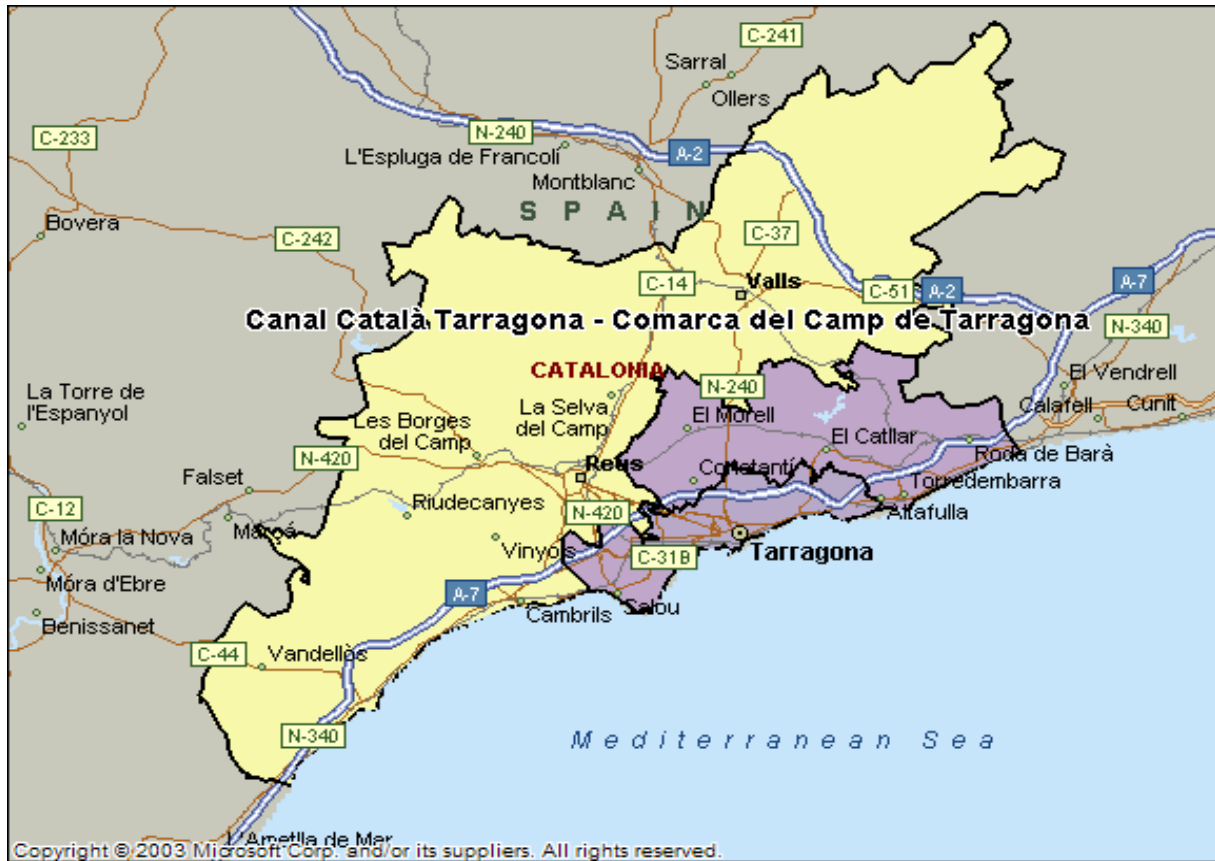 C-241
Sarral
Ollers
C-233
N-240
L'Espluga de Francolí
A-2
Montblanc
SPAIN
Bovera
C-242
C-37
C-14
Valls
C-51
A-2
A-7
Canal Català Tarragona - Comarca del Camp de Tarragona
N-340
CATALONIA
N-240
El Vendrell
La Torre de
l'Espanyol
La Selva
del Camp
El Morell
Calafell
Cunit
Les Borges
del Camp
El Catllar
N-420
Reus
Constantí
Roda de Barà
Falset
Torredembarra
C-12
Riudecanyes
N-420
Altafulla
Marçá
Móra la Nova
Vinyols
C-31B
Tarragona
Móra d'Ebre
A-7
Salou
Cambrils
Benissanet
C-44
Vandellòs
N-340
Mediterranean Sea
L'Ametlla de Mar
Copyright © 2003 Microsoft Corp. and/or its suppliers. All rights reserved.